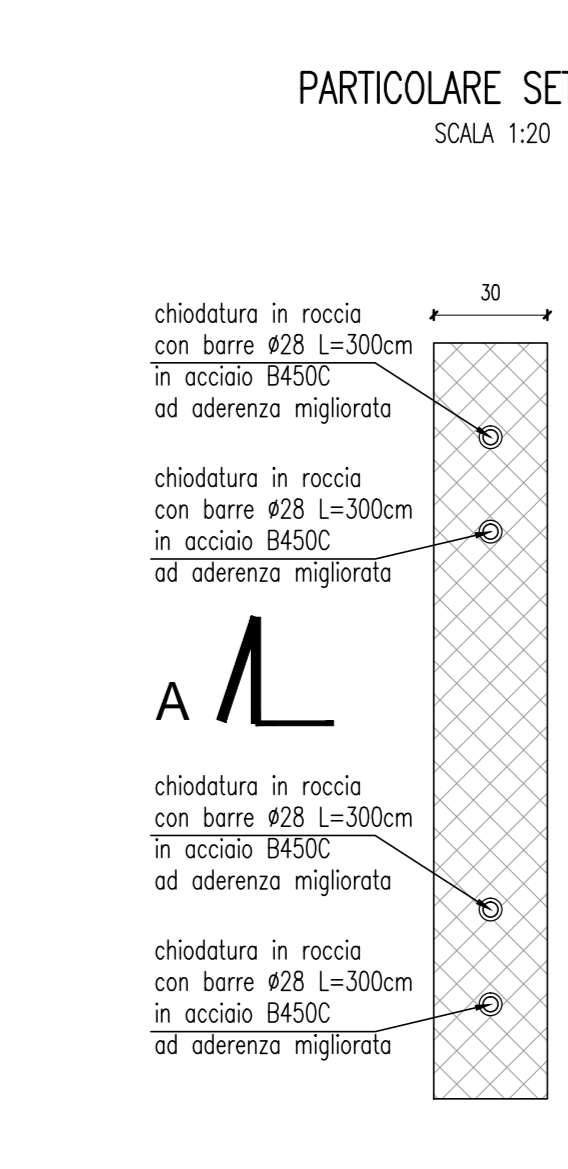 PARTICOLARE SET
SCALA 1:20
30
chiodatura in roccia
con barre ø28 L=300cm
in acciaio B450C
ad aderenza migliorata
chiodatura in roccia
con barre ø28 L=300cm
in acciaio B450C
ad aderenza migliorata
A
chiodatura in roccia
con barre ø28 L=300cm
in acciaio B450C
ad aderenza migliorata
chiodatura in roccia
con barre ø28 L=300cm
in acciaio B450C
ad aderenza migliorata